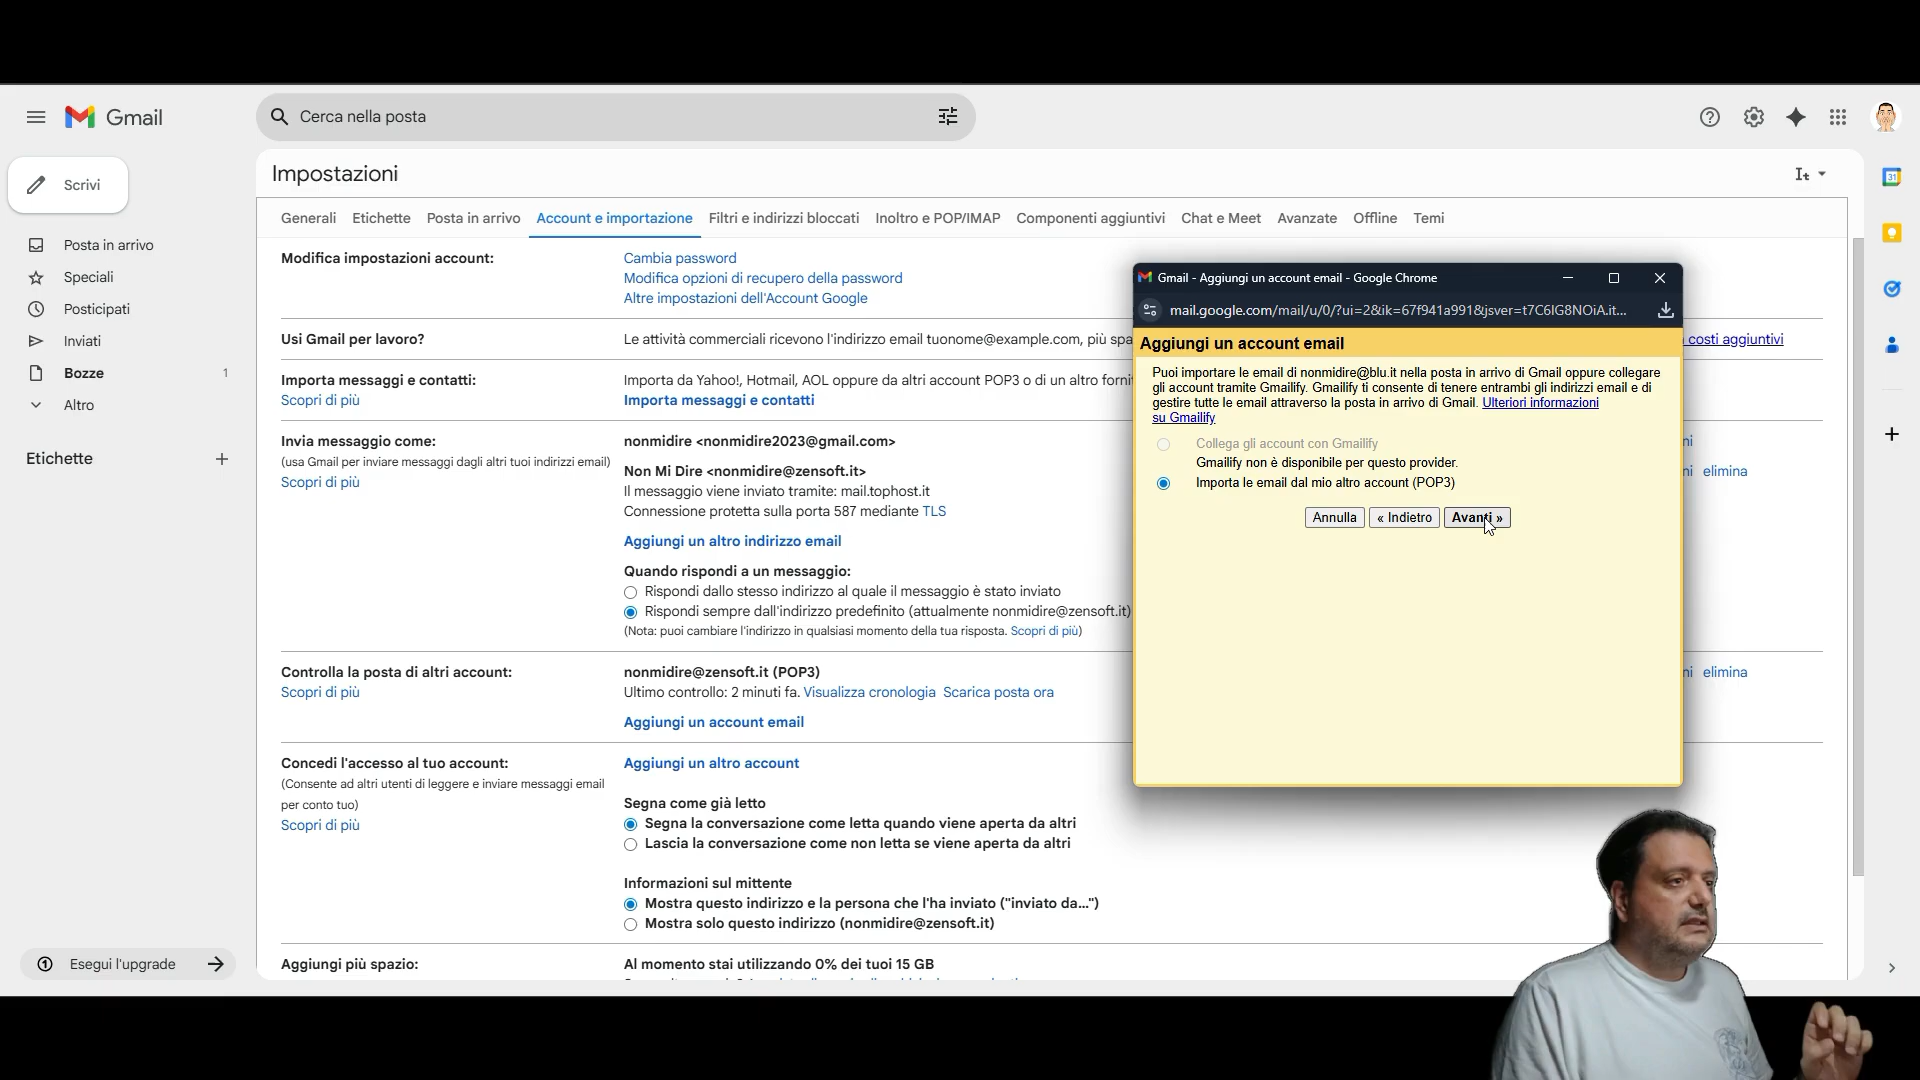 Gmail
Cerca nella posta
Scrivi
Posta in arrivo
Speciali
Posticipati
Inviati
Bozze 1
Altro
Etichette
Esegui l'upgrade
Impostazioni
Generali Etichette Posta in arrivo Account e importazione Filtri e indirizzi bloccati Inoltro e POP/IMAP Componenti aggiuntivi Chat e Meet Avanzate Offline Temi
Modifica impostazioni account:
Cambia password
Modifica opzioni di recupero della password
Altre impostazioni dell'Account Google
Usi Gmail per lavoro?
Le attività commerciali ricevono l'indirizzo email tuonome@example.com, più spa
costi aggiuntivi
Importa messaggi e contatti:
Scopri di più
Importa da Yahoo!, Hotmail, AOL oppure da altri account POP3 o di un altro forni
Importa messaggi e contatti
Invia messaggio come:
(usa Gmail per inviare messaggi dagli altri tuoi indirizzi email)
Scopri di più
nonmidire <nonmidire2023@gmail.com>
ni
Non Mi Dire <nonmidire@zensoft.it>
ni elimina
Il messaggio viene inviato tramite: mail.tophost.it
Connessione protetta sulla porta 587 mediante TLS
Aggiungi un altro indirizzo email
Quando rispondi a un messaggio:
Rispondi dallo stesso indirizzo al quale il messaggio è stato inviato
Rispondi sempre dall'indirizzo predefinito (attualmente nonmidire@zensoft.it)
(Nota: puoi cambiare l'indirizzo in qualsiasi momento della tua risposta. Scopri di più)
Controlla la posta di altri account:
Scopri di più
nonmidire@zensoft.it (POP3)
ni elimina
Ultimo controllo: 2 minuti fa. Visualizza cronologia Scarica posta ora
Aggiungi un account email
Concedi l'accesso al tuo account:
(Consente ad altri utenti di leggere e inviare messaggi email
per conto tuo)
Scopri di più
Aggiungi un altro account
Segna come già letto
Segna la conversazione come letta quando viene aperta da altri
Lascia la conversazione come non letta se viene aperta da altri
Informazioni sul mittente
Mostra questo indirizzo e la persona che l'ha inviato ("inviato da...")
Mostra solo questo indirizzo (nonmidire@zensoft.it)
Aggiungi più spazio:
Al momento stai utilizzando 0% dei tuoi 15 GB
Gmail - Aggiungi un account email - Google Chrome
mail.google.com/mail/u/0/?ui=2&ik=67f941a991&jsver=t7C6IG8NOiA.it...
Aggiungi un account email
Puoi importare le email di nonmidire@blu.it nella posta in arrivo di Gmail oppure collegare
gli account tramite Gmailify. Gmailify ti consente di tenere entrambi gli indirizzi email e di
gestire tutte le email attraverso la posta in arrivo di Gmail. Ulteriori informazioni
su Gmailify
Collega gli account con Gmailify
Gmailify non è disponibile per questo provider.
Importa le email dal mio altro account (POP3)
Annulla « Indietro Avanti »
31